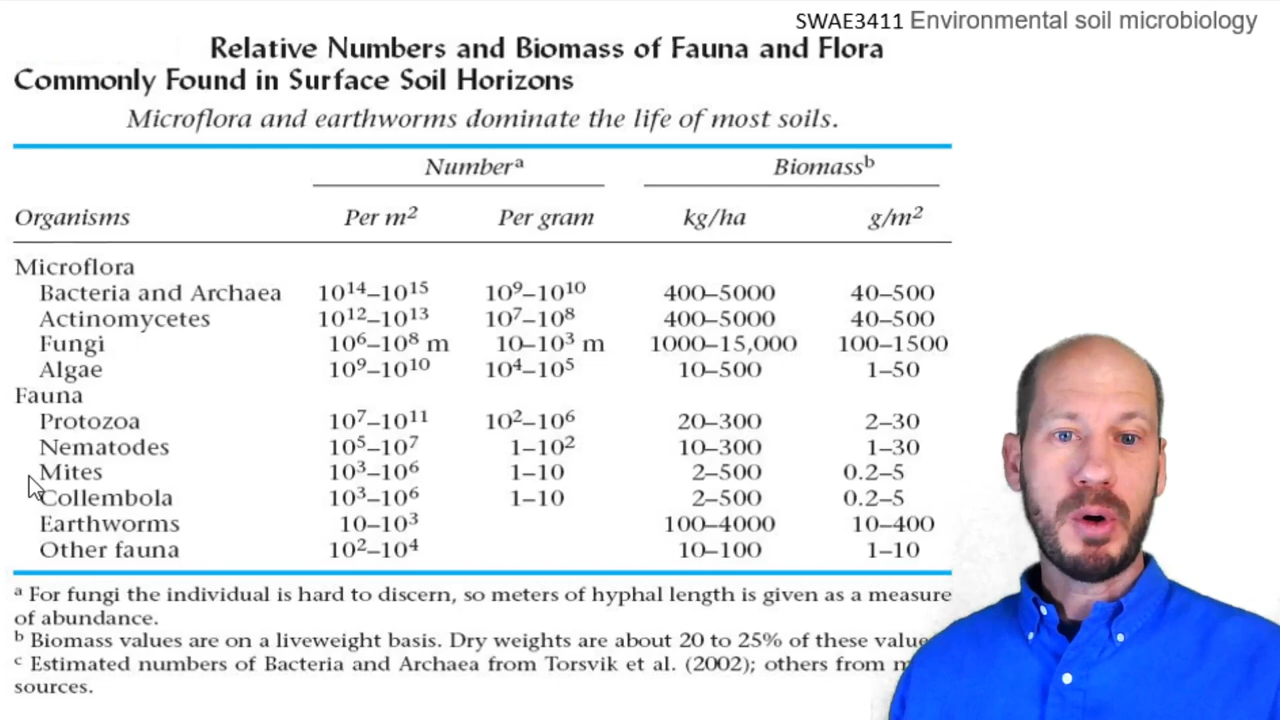 SWAE3411 Environmental soil microbiology
Relative Numbers and Biomass of Fauna and Flora
Commonly Found in Surface Soil Horizons
Microflora and earthworms dominate the life of most soils.
Numberᵃ Biomassᵇ
Organisms Per m² Per gram kg/ha g/m²
Microflora
Bacteria and Archaea 10¹⁴–10¹⁵ 10⁹–10¹⁰ 400–5000 40–500
Actinomycetes 10¹²–10¹³ 10⁷–10⁸ 400–5000 40–500
Fungi 10⁶–10⁸ m 10–10³ m 1000–15,000 100–1500
Algae 10⁹–10¹⁰ 10⁴–10⁵ 10–500 1–50
Fauna
Protozoa 10⁷–10¹¹ 10²–10⁶ 20–300 2–30
Nematodes 10⁵–10⁷ 1–10² 10–300 1–30
Mites 10³–10⁶ 1–10 2–500 0.2–5
Collembola 10³–10⁶ 1–10 2–500 0.2–5
Earthworms 10–10³ 100–4000 10–400
Other fauna 10²–10⁴ 10–100 1–10
ᵃ For fungi the individual is hard to discern, so meters of hyphal length is given as a measure
of abundance.
ᵇ Biomass values are on a liveweight basis. Dry weights are about 20 to 25% of these
ᶜ Estimated numbers of Bacteria and Archaea from Torsvik et al. (2002); others from
sources.